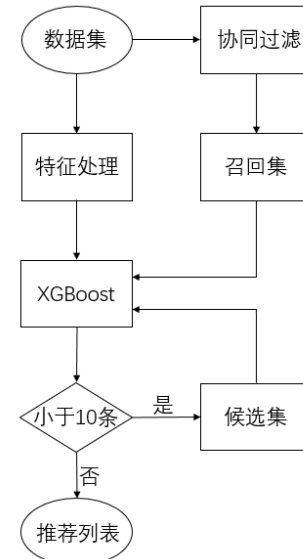 数据集
协同过滤
特征处理
召回集
XGBoost
小于10条
是
候选集
否
推荐列表